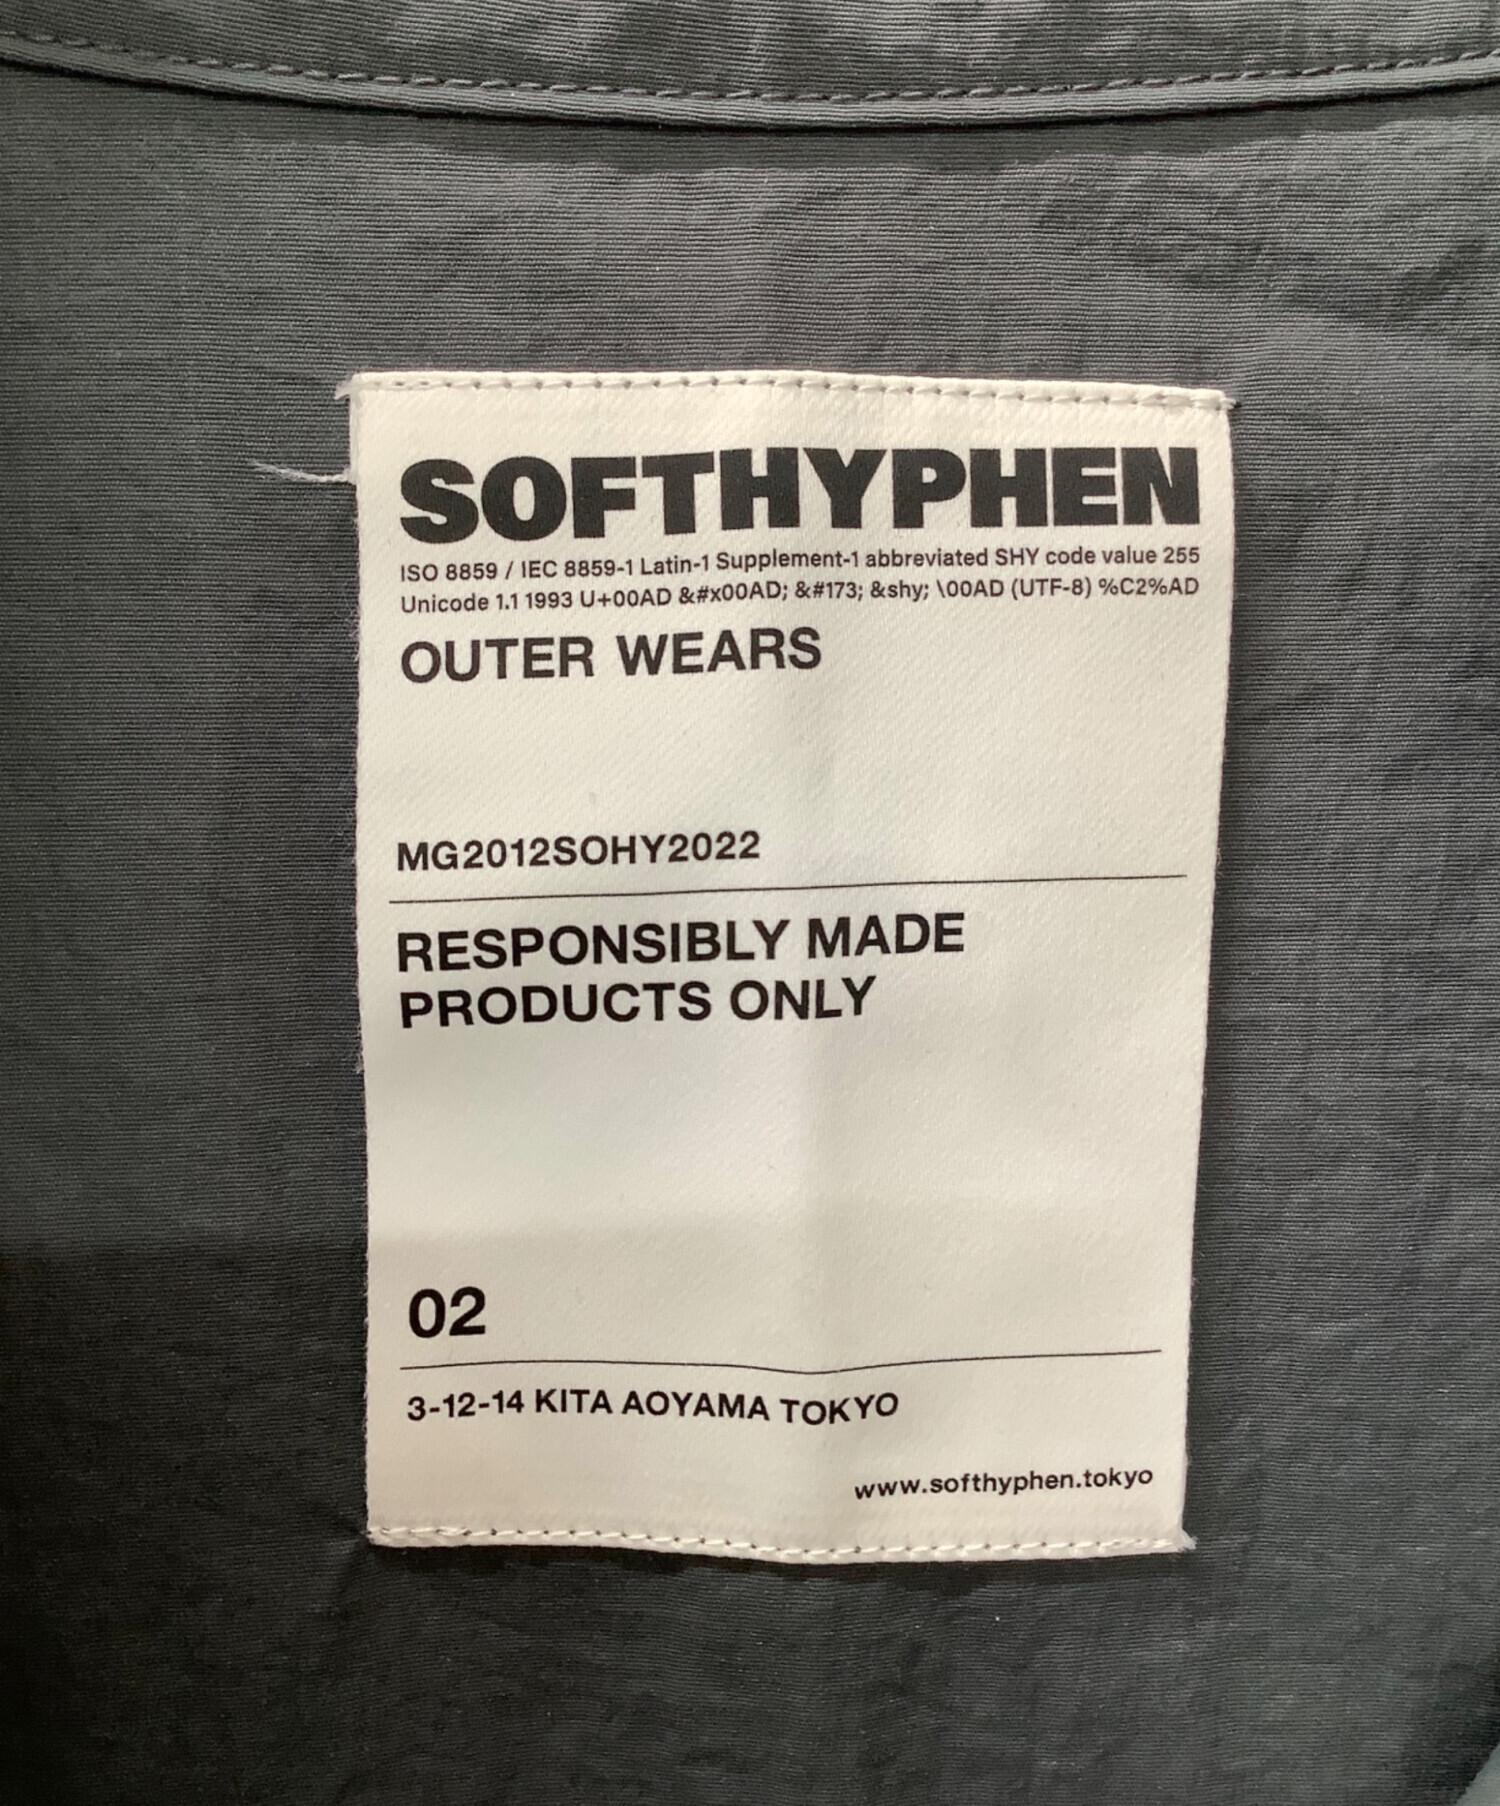 SOFTHYPHEN
ISO 8859 / IEC 8859-1 Latin-1 Supplement-1 abbreviated SHY code value 255
Unicode 1.1 1993 U+00AD &#x00AD; &#173; &shy; \00AD (UTF-8) %C2%AD
OUTER WEARS
MG2012SOHY2022
RESPONSIBLY MADE
PRODUCTS ONLY
02
3-12-14 KITA AOYAMA TOKYO
www.softhyphen.tokyo